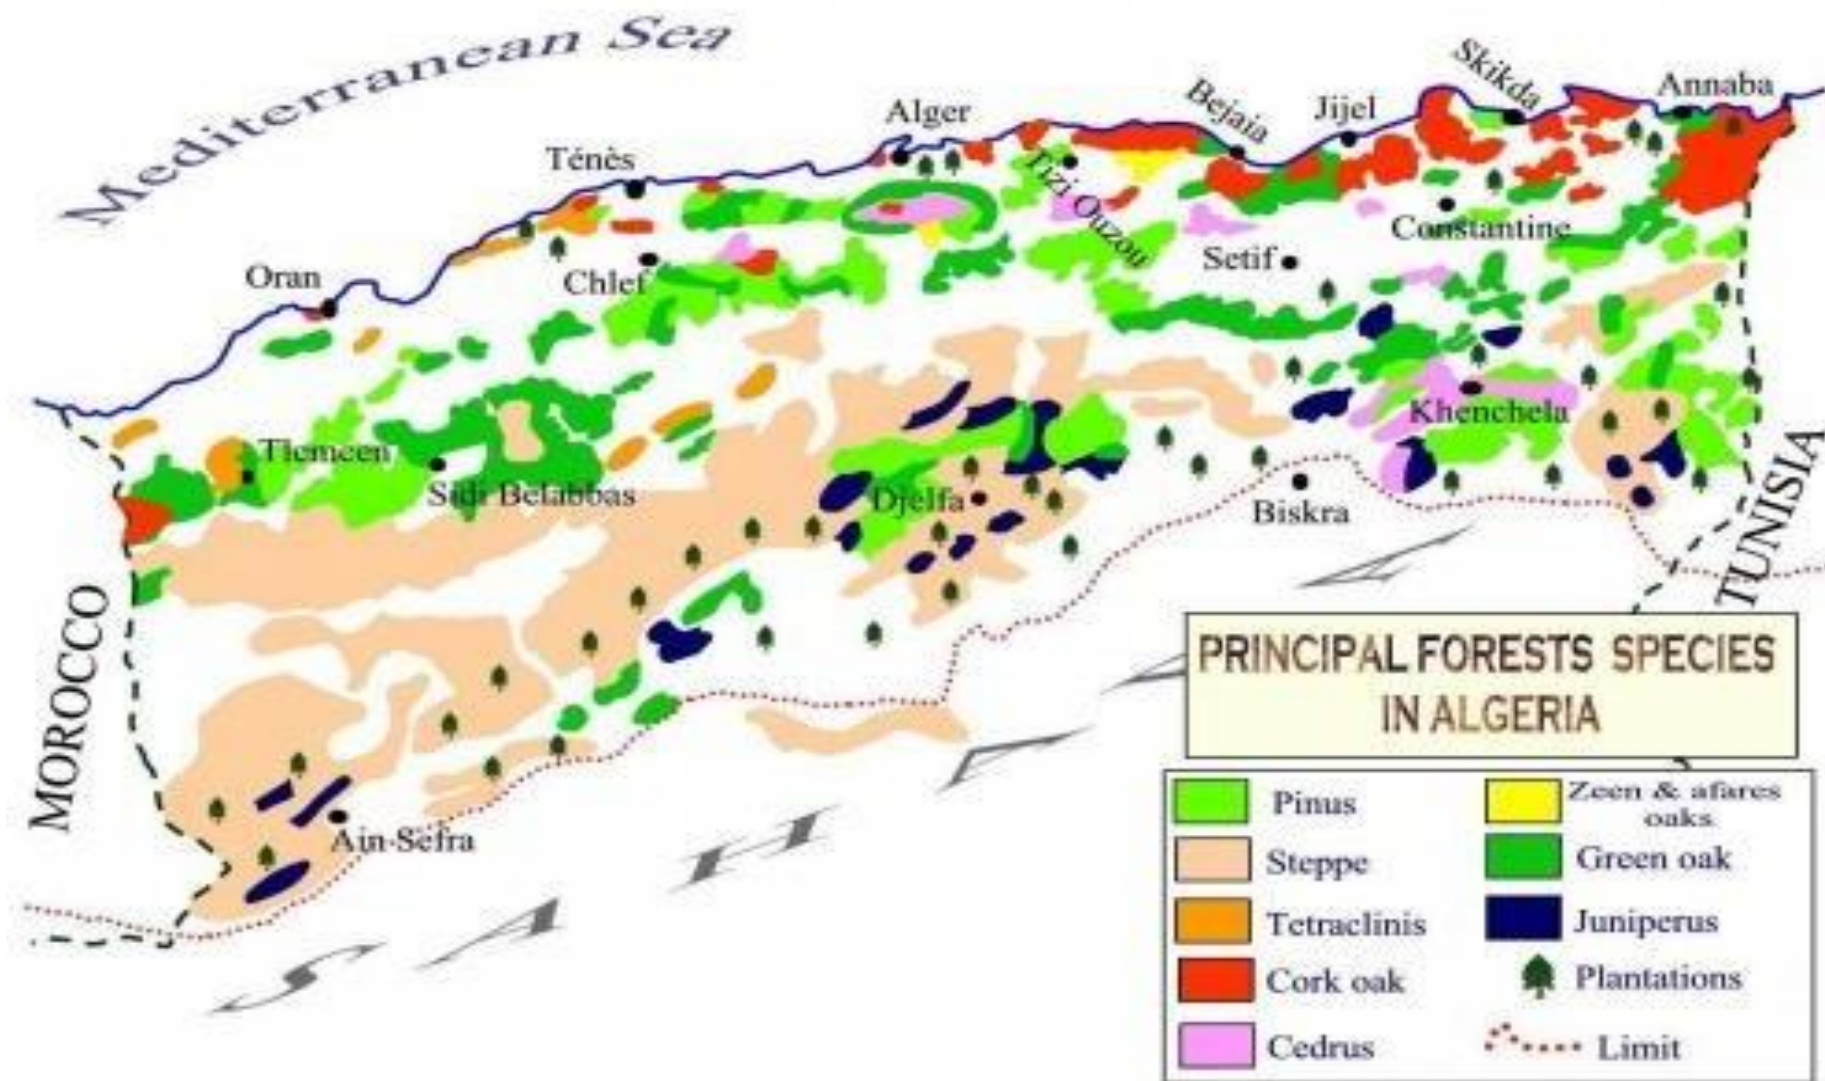 Mediterranean Sea
Skikda
Annaba
Alger
Bejaia
Jijel
Ténès
Tizi Ouzou
Constantine
Oran
Chlef
Setif
Khenchela
Tlemeen
Sidi Belabbas
Djelfa
Biskra
MOROCCO
TUNISIA
Ain-Sefra
SAHARA
PRINCIPAL FORESTS SPECIES
IN ALGERIA
Pinus
Zeen & afares
oaks
Steppe
Green oak
Tetraclinis
Juniperus
Cork oak
Plantations
Cedrus
Limit